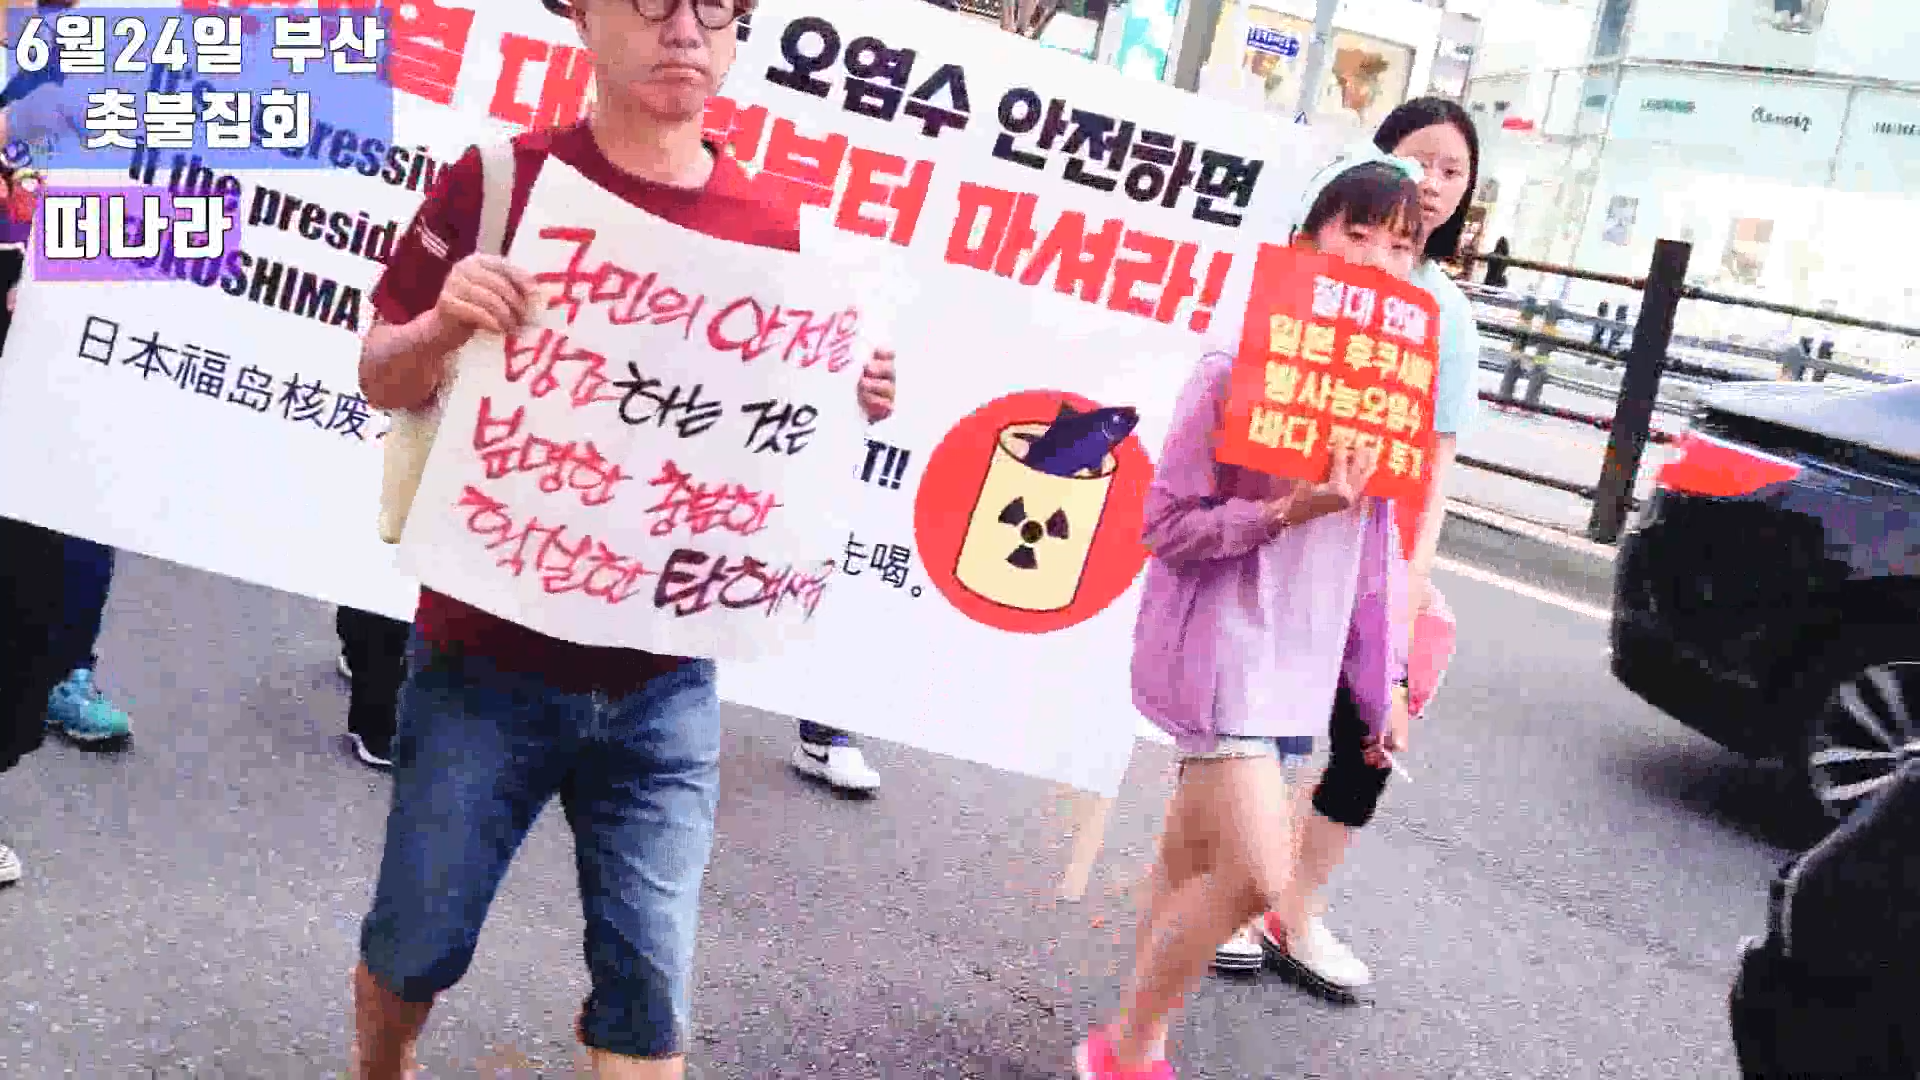 6월24일 부산
촛불집회
떠나라
오염수 안전하면
부터 마셔라!
If the
FUKUSHIMA
日本福岛核废
喝。
국민의 안전을
방조하는 것은
분명한 충분한
확실한 탄핵사유
절대 안돼
일본 후쿠시마
방사능오염수
바다